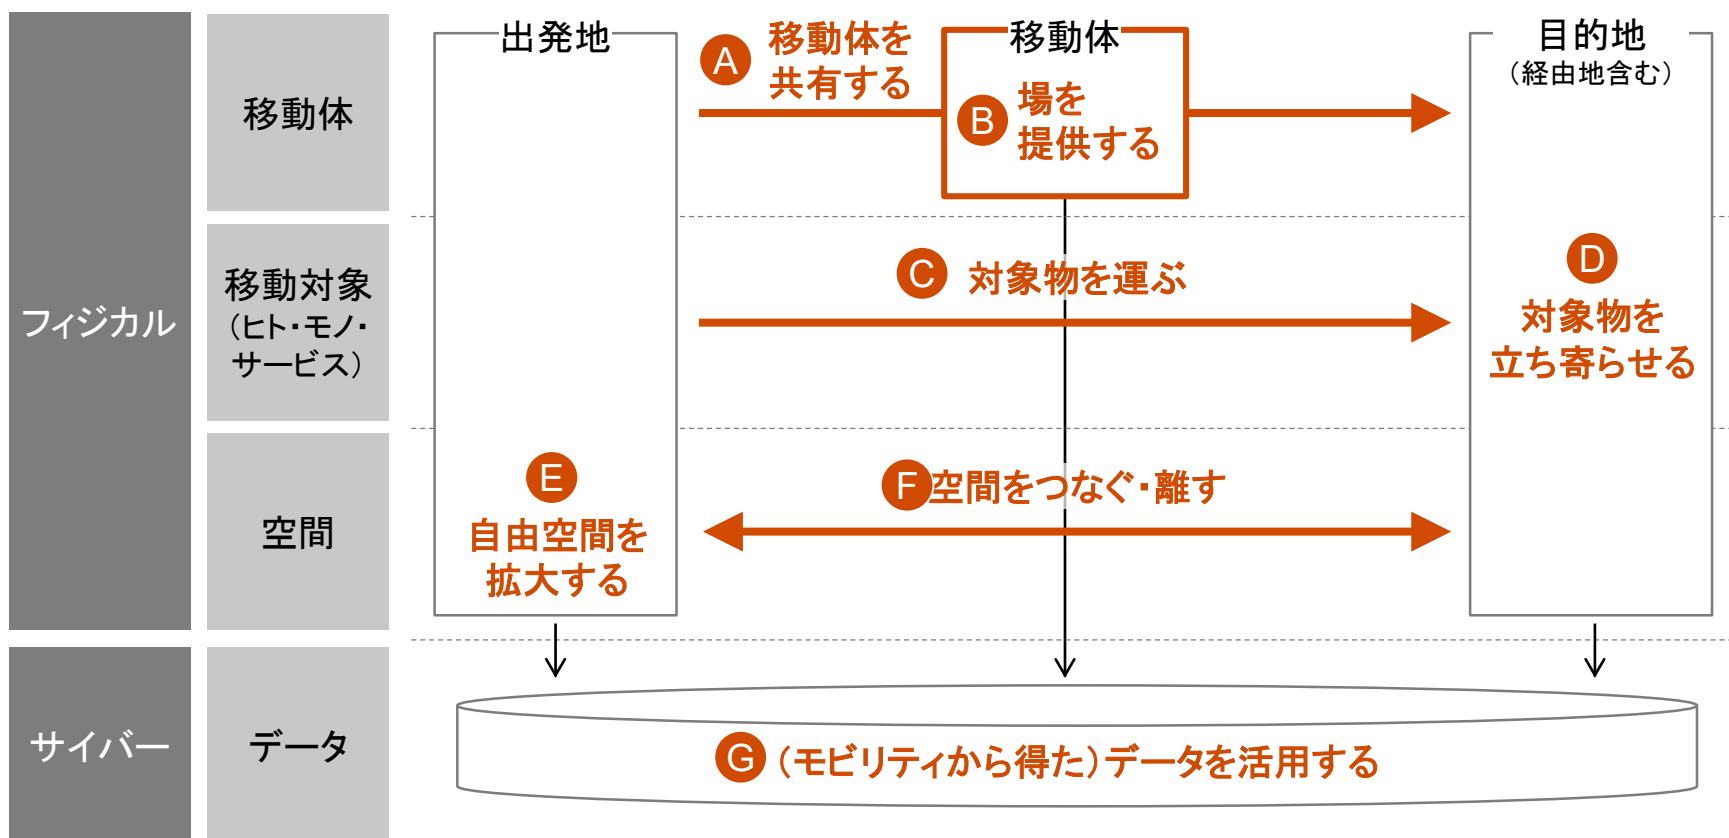 出発地
移動体
目的地
（経由地含む）
フィジカル
移動体
A
移動体を
共有する
B
場を
提供する
移動対象
（ヒト・モノ・
サービス）
C
対象物を運ぶ
D
対象物を
立ち寄らせる
空間
E
自由空間を
拡大する
F
空間をつなぐ・離す
サイバー
データ
G
（モビリティから得た）データを活用する